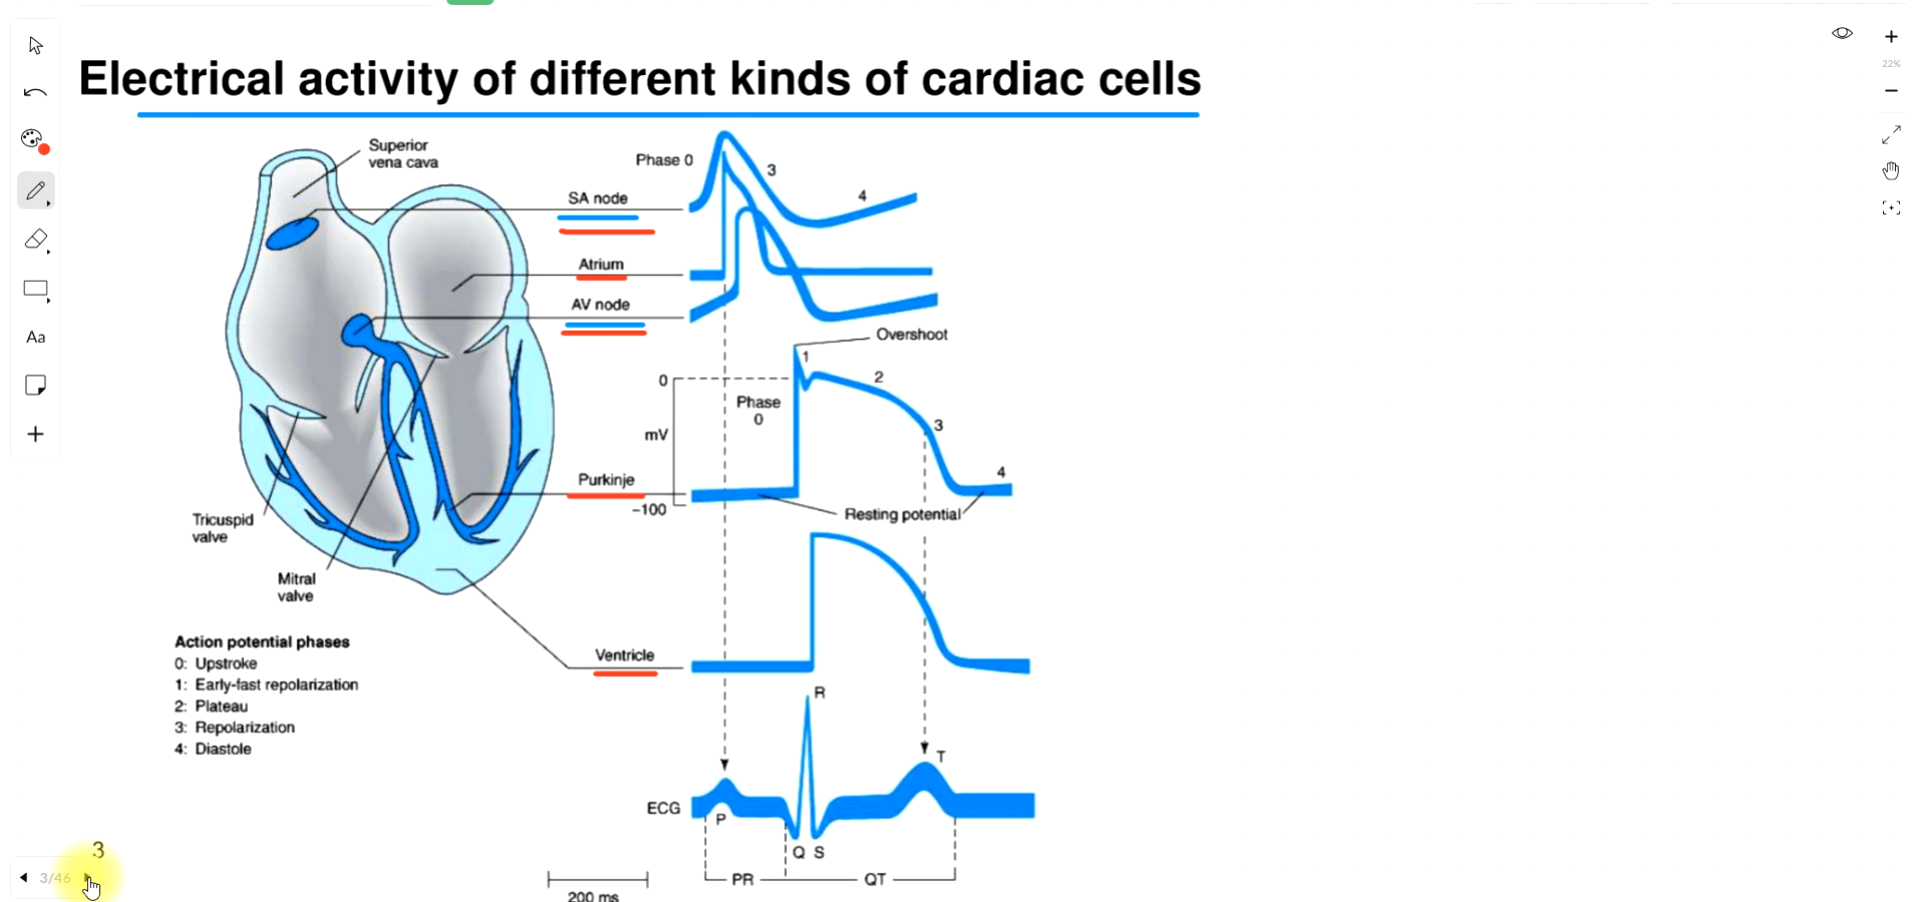 22%
Electrical activity of different kinds of cardiac cells
Superior
vena cava
Phase 0
3
4
SA node
Atrium
AV node
Overshoot
1
0
2
Phase
0
mV
3
4
Purkinje
-100
Resting potential
Tricuspid
valve
Mitral
valve
Ventricle
Action potential phases
0: Upstroke
1: Early-fast repolarization
2: Plateau
3: Repolarization
4: Diastole
R
T
ECG
P
Q S
PR
QT
200 ms
Aa
3
3/46